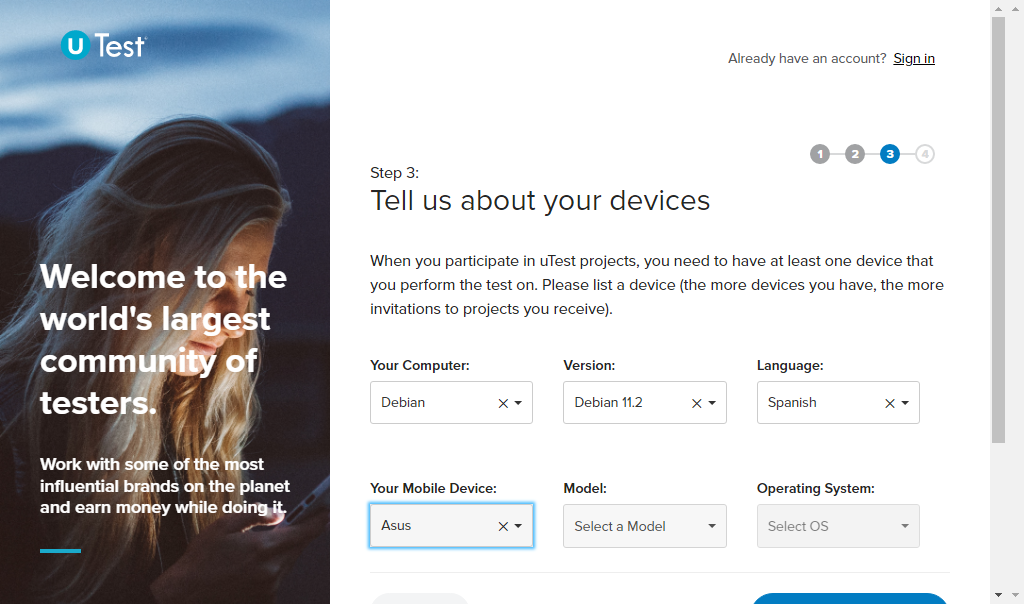 U Test
Welcome to the
world's largest
community of
testers.
Work with some of the most
influential brands on the planet
and earn money while doing it.
Already have an account? Sign in
1 2 3 4
Step 3:
Tell us about your devices
When you participate in uTest projects, you need to have at least one device that
you perform the test on. Please list a device (the more devices you have, the more
invitations to projects you receive).
Your Computer: Version: Language:
Debian Debian 11.2 Spanish
Your Mobile Device: Model: Operating System:
Asus Select a Model Select OS